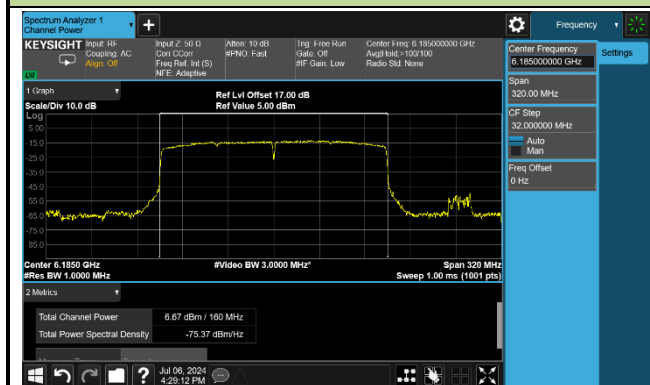 Spectrum Analyzer 1
Channel Power
+
Frequency
KEYSIGHT
Input: RF
Coupling: AC
Align: Off
Input Z: 50 Ω
Corr CCorr
Freq Ref: Int (S)
NFE: Adaptive
Atten: 10 dB
#PNO: Fast
Trig: Free Run
Gate: Off
#IF Gain: Low
Center Freq: 6.185000000 GHz
Avg|Hold:>100/100
Radio Std: None
Center Frequency
6.185000000 GHz
Settings
Span
320.00 MHz
CF Step
32.000000 MHz
Auto
Man
Freq Offset
0 Hz
1 Graph
Scale/Div 10.0 dB
Ref Lvl Offset 17.00 dB
Ref Value 5.00 dBm
Log
5.00
-15.0
-25.0
-35.0
-45.0
-55.0
-65.0
-75.0
-85.0
Center 6.1850 GHz
#Res BW 1.0000 MHz
#Video BW 3.0000 MHz*
Span 320 MHz
Sweep 1.00 ms (1001 pts)
2 Metrics
Total Channel Power
6.67 dBm / 160 MHz
Total Power Spectral Density
-75.37 dBm/Hz
?
Jul 06, 2024
4:29:12 PM